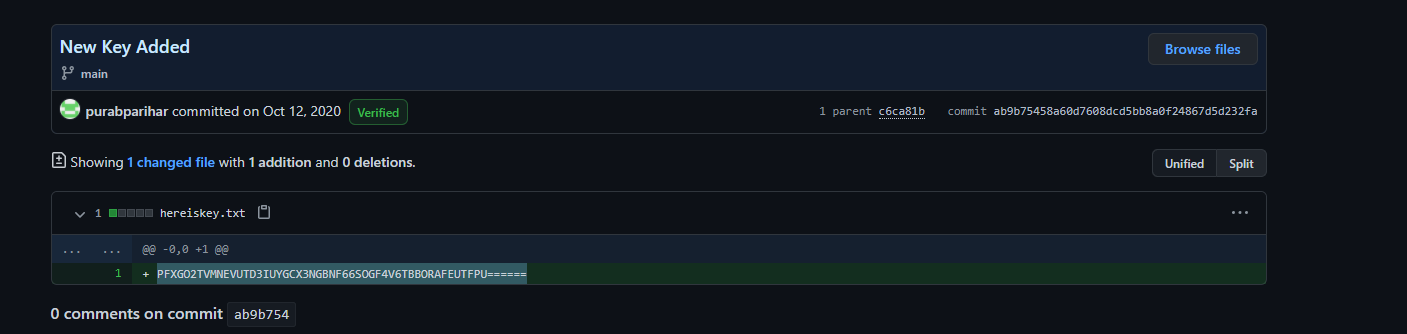 New Key Added
Browse files
main
purabparihar committed on Oct 12, 2020 Verified
1 parent c6ca81b commit ab9b75458a60d7608dcd5bb8a0f24867d5d232fa
Showing 1 changed file with 1 addition and 0 deletions.
Unified Split
1 hereiskey.txt
... ... @@ -0,0 +1 @@
1 + PFXGO2TVMNEVUTD3IUYGCX3NGBNF66SOGF4V6TBBORAFEUTFPU======
0 comments on commit ab9b754